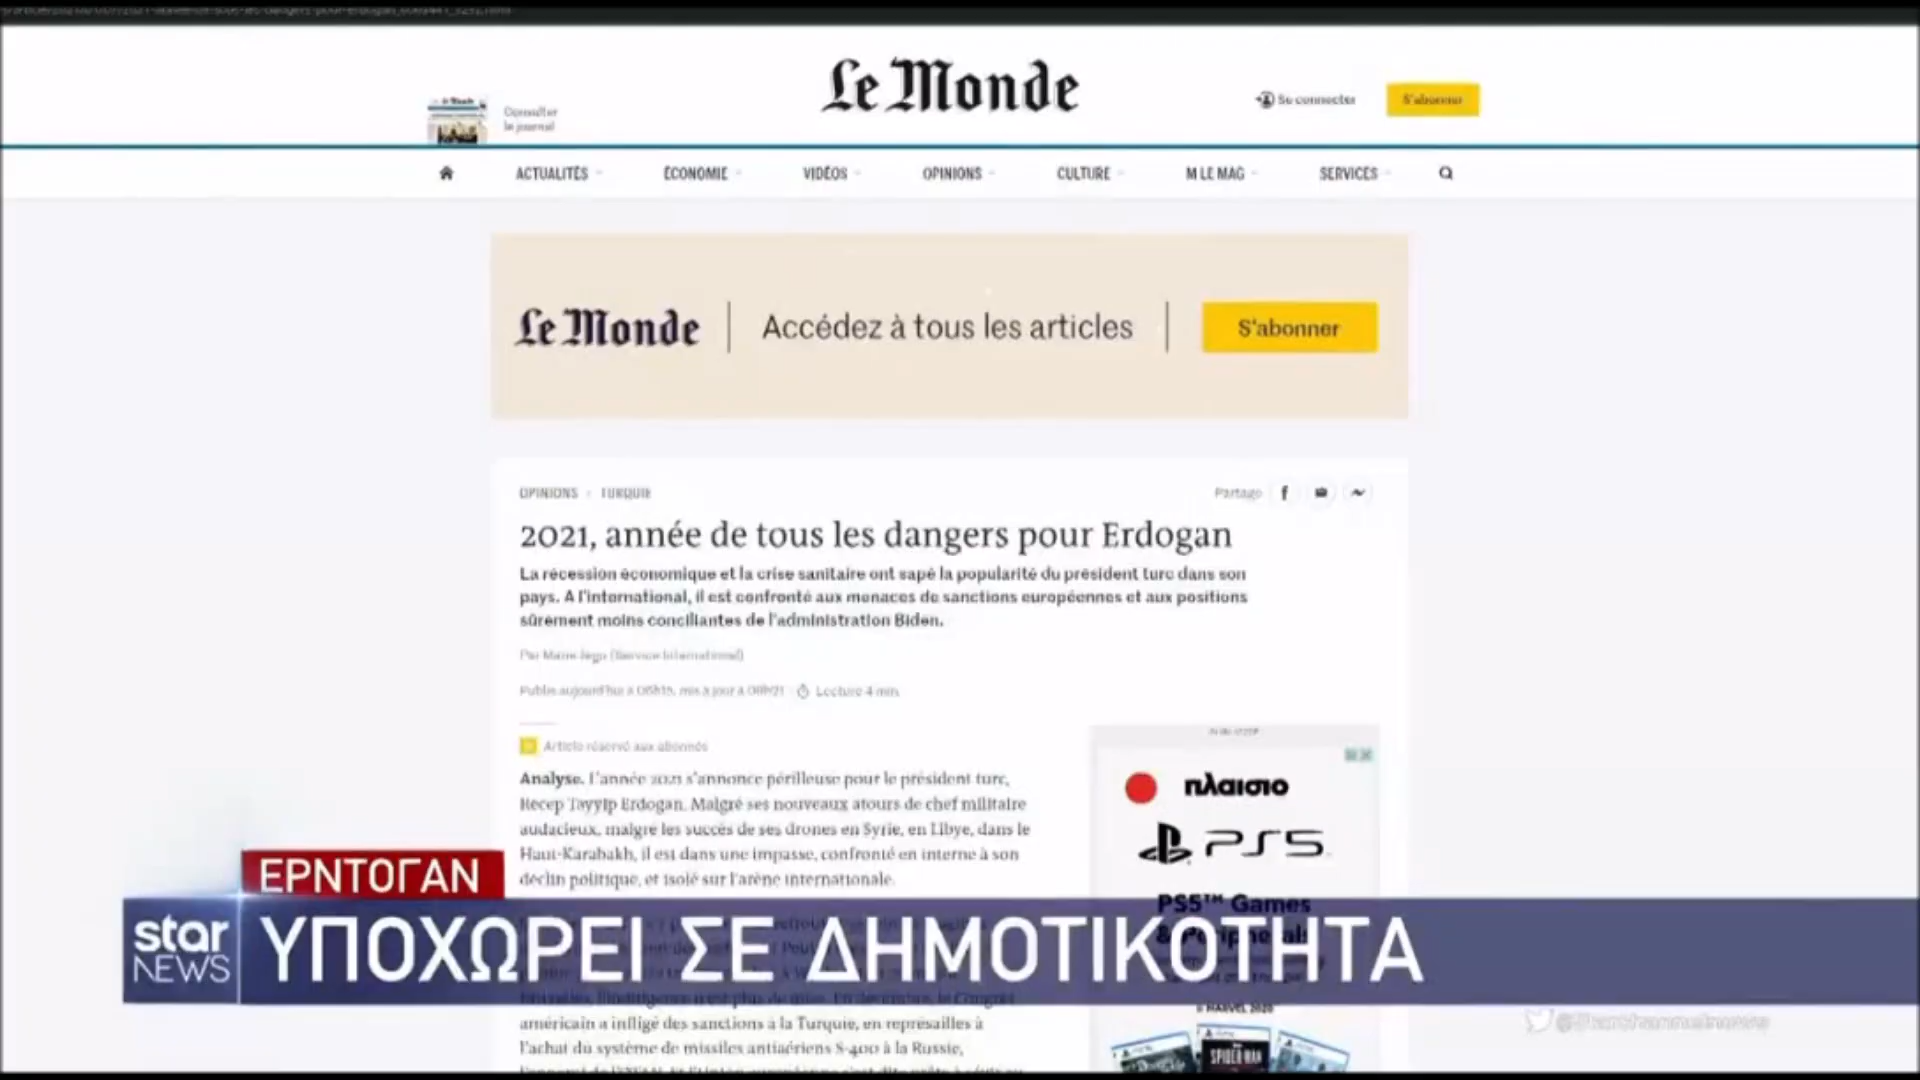 Le Monde
Consulter
le journal
Se connecter
S'abonner
ACTUALITÉS
ÉCONOMIE
VIDÉOS
OPINIONS
CULTURE
M LE MAG
SERVICES
Le Monde
Accédez à tous les articles
S'abonner
OPINIONS
TURQUIE
Partage
2021, année de tous les dangers pour Erdogan
La récession économique et la crise sanitaire ont sapé la popularité du président turc dans son
pays. A l'international, il est confronté aux menaces de sanctions européennes et aux positions
sûrement moins conciliantes de l'administration Biden.
Lecture 4 min
Article réservé aux abonnés
Analyse. L'année 2021 s'annonce périlleuse pour le président turc,
Recep Tayyip Erdogan. Malgré ses nouveaux atours de chef militaire
audacieux, malgré les succès de ses drones en Syrie, en Libye, dans le
Haut-Karabakh, il est dans une impasse, confronté en interne à son
déclin politique, et isolé sur l'arène internationale.
πλαισιο
PS5
PS5™ Games
ΕΡΝΤΟΓΑΝ
star
NEWS
ΥΠΟΧΩΡΕΙ ΣΕ ΔΗΜΟΤΙΚΟΤΗΤΑ
américain a infligé des sanctions à la Turquie, en représailles à
l'achat du système de missiles antiaériens S-400 à la Russie,
SPIDER-MAN